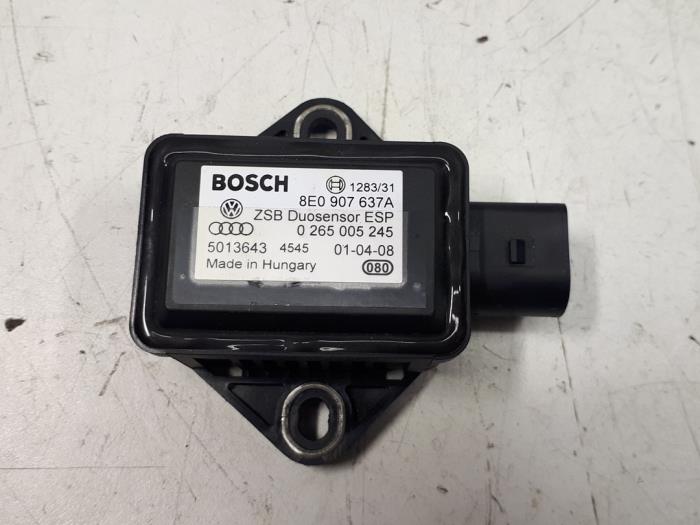 BOSCH 1283/31
8E0 907 637A
ZSB Duosensor ESP
0 265 005 245
5013643 4545 01-04-08
Made in Hungary 080